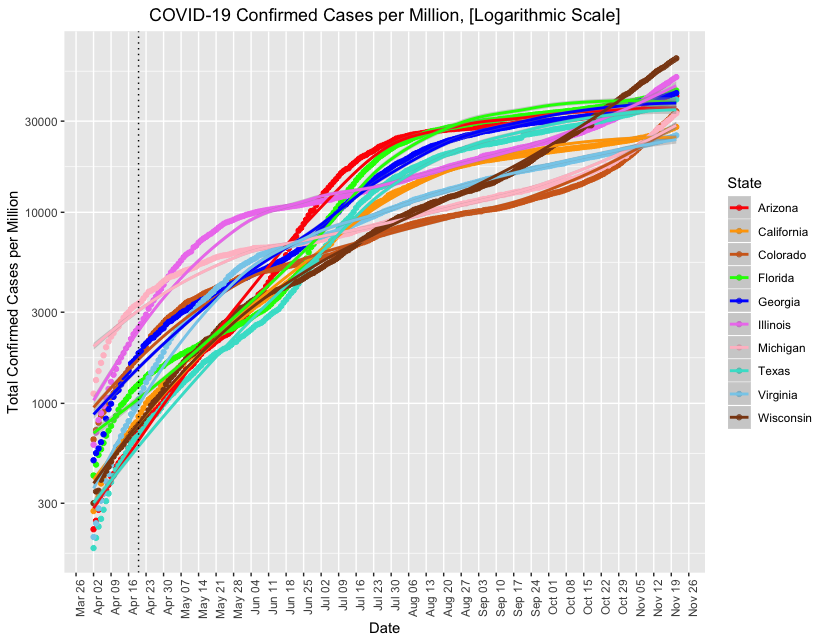 COVID-19 Confirmed Cases per Million, [Logarithmic Scale]
Total Confirmed Cases per Million
30000
10000
3000
1000
300
Mar 26
Apr 02
Apr 09
Apr 16
Apr 23
Apr 30
May 07
May 14
May 21
May 28
Jun 04
Jun 11
Jun 18
Jun 25
Jul 02
Jul 09
Jul 16
Jul 23
Jul 30
Aug 06
Aug 13
Aug 20
Aug 27
Sep 03
Sep 10
Sep 17
Sep 24
Oct 01
Oct 08
Oct 15
Oct 22
Oct 29
Nov 05
Nov 12
Nov 19
Nov 26
Date
State
Arizona
California
Colorado
Florida
Georgia
Illinois
Michigan
Texas
Virginia
Wisconsin